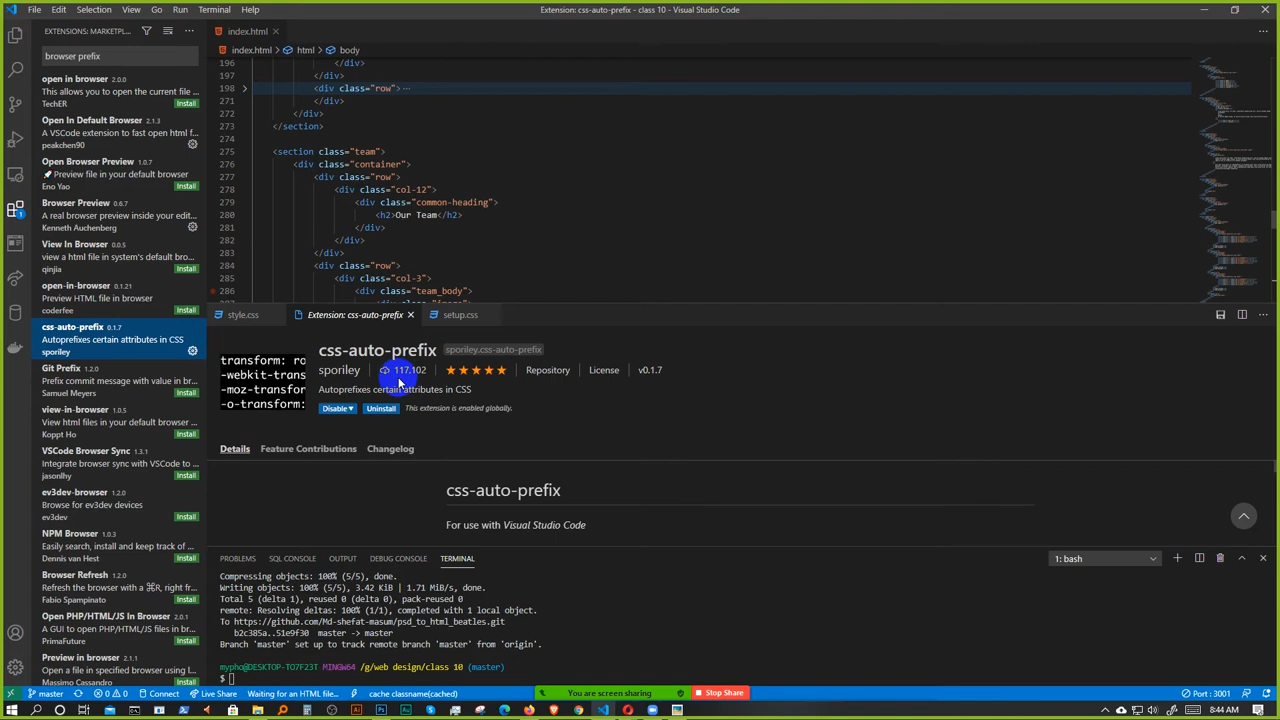 File Edit Selection View Go Run Terminal Help
Extension: css-auto-prefix - class 10 - Visual Studio Code
EXTENSIONS: MARKETPL...
browser prefix
open in browser 2.0.0
This allows you to open the current file ...
TechER Install
Open In Default Browser 2.1.3
A VSCode extension to fast open html f...
peakchen90
Open Browser Preview 1.0.7
🚀 Preview file in your default browser
Eno Yao Install
Browser Preview 0.6.7
A real browser preview inside your edit...
Kenneth Auchenberg
View In Browser 0.0.5
view a html file in system's default bro...
qinjia Install
open-in-browser 0.1.21
Preview HTML file in browser
coderfee Install
css-auto-prefix 0.1.7
Autoprefixes certain attributes in CSS
sporiley
Git Prefix 1.3.0
Prefix commit message with value in br...
Samuel Meyers Install
view-in-browser 0.0.8
View html files in your default browser ...
Koppt Ho Install
VSCode Browser Sync 1.3.1
Integrate browser sync with VSCode to ...
jasonlhy Install
ev3dev-browser 1.2.0
Browse for ev3dev devices
ev3dev Install
NPM Browser 1.0.3
Easily search, install and keep track of ...
Dennis van Hest Install
Browser Refresh 1.2.0
Refresh the browser with a ⌘R, right fr...
Fabio Spampinato Install
Open PHP/HTML/JS In Browser 2.0.1
A GUI to open PHP/HTML/JS files in bro...
PrimaFuture Install
Preview in browser 2.1.1
Open a file in specified browser using l...
Massimo Cassandro Install
index.html
index.html > html > body
196 </div>
197 </div>
198 <div class="row"> ...
271 </div>
272 </div>
273 </section>
274
275 <section class="team">
276 <div class="container">
277 <div class="row">
278 <div class="col-12">
279 <div class="common-heading">
280 <h2>Our Team</h2>
281 </div>
282 </div>
283 </div>
284 <div class="row">
285 <div class="col-3">
286 <div class="team_body">
style.css
Extension: css-auto-prefix
setup.css
transform: ro
-webkit-trans
-moz-transfor
-o-transform:
css-auto-prefix sporiley.css-auto-prefix
sporiley 117,102 ★★★★★ Repository License v0.1.7
Autoprefixes certain attributes in CSS
Disable Uninstall This extension is enabled globally.
Details Feature Contributions Changelog
css-auto-prefix
For use with Visual Studio Code
PROBLEMS SQL CONSOLE OUTPUT DEBUG CONSOLE TERMINAL
1: bash
Compressing objects: 100% (5/5), done.
Writing objects: 100% (5/5), 3.42 KiB | 1.71 MiB/s, done.
Total 5 (delta 1), reused 0 (delta 0), pack-reused 0
remote: Resolving deltas: 100% (1/1), completed with 1 local object.
To https://github.com/Md-shefat-masum/psd_to_html_beatles.git
b2c385a..51e9f30 master -> master
Branch 'master' set up to track remote branch 'master' from 'origin'.
mypho@DESKTOP-TO7F23T MINGW64 /g/web design/class 10 (master)
$
master 0 0 Connect Live Share Waiting for an HTML file... cache classname(cached) You are screen sharing Stop Share Port : 3001
8:44 AM